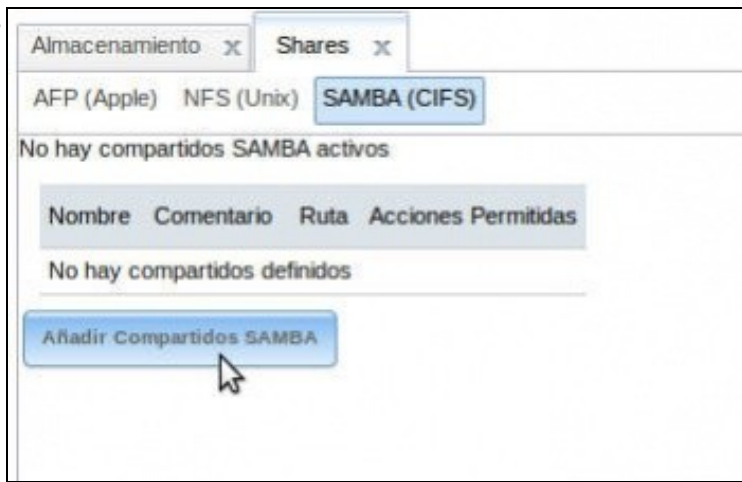 Almacenamiento x Shares x
AFP (Apple) NFS (Unix) SAMBA (CIFS)
No hay compartidos SAMBA activos
Nombre Comentario Ruta Acciones Permitidas
No hay compartidos definidos
Añadir Compartidos SAMBA